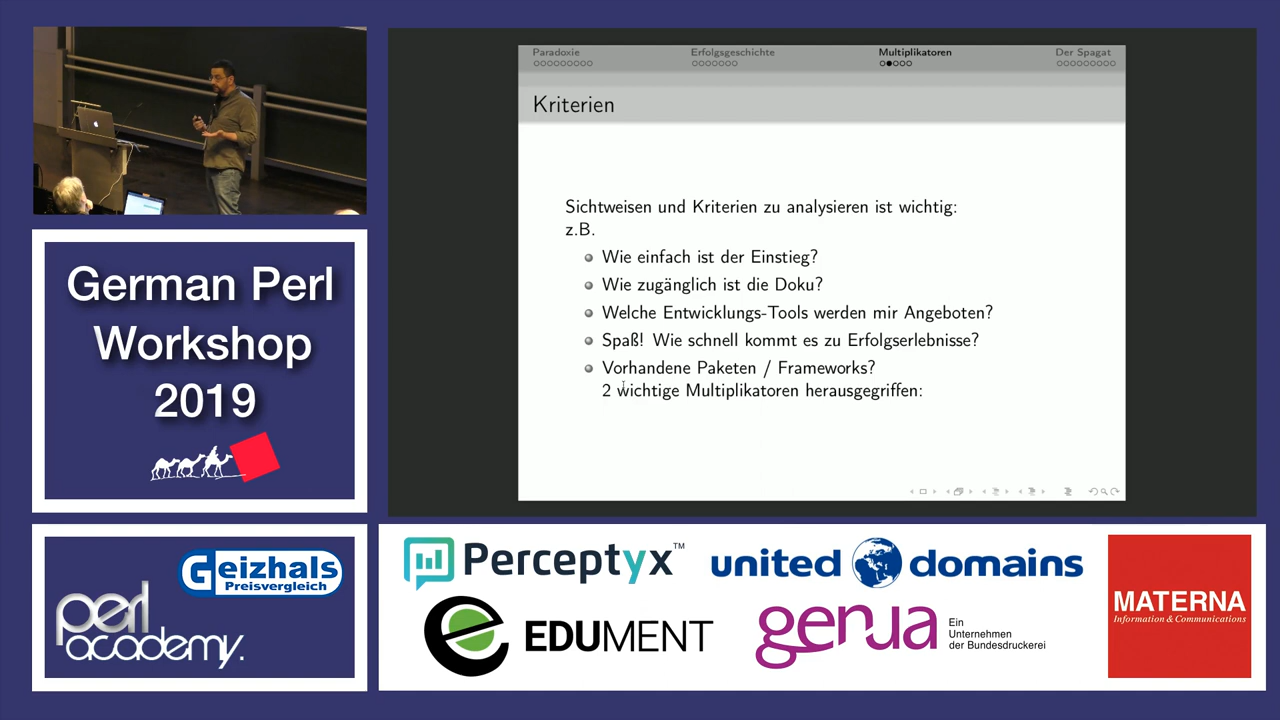 Paradoxie
Erfolgsgeschichte
Multiplikatoren
Der Spagat
Kriterien
Sichtweisen und Kriterien zu analysieren ist wichtig:
z.B.
Wie einfach ist der Einstieg?
Wie zugänglich ist die Doku?
Welche Entwicklungs-Tools werden mir Angeboten?
Spaß! Wie schnell kommt es zu Erfolgserlebnisse?
Vorhandene Paketen / Frameworks?
2 wichtige Multiplikatoren herausgegriffen:
German Perl
Workshop
2019
Geizhals
Preisvergleich
perl
academy.
Perceptyx™
united domains
EDUMENT
genua
Ein
Unternehmen
der Bundesdruckerei
MATERNA
Information & Communications